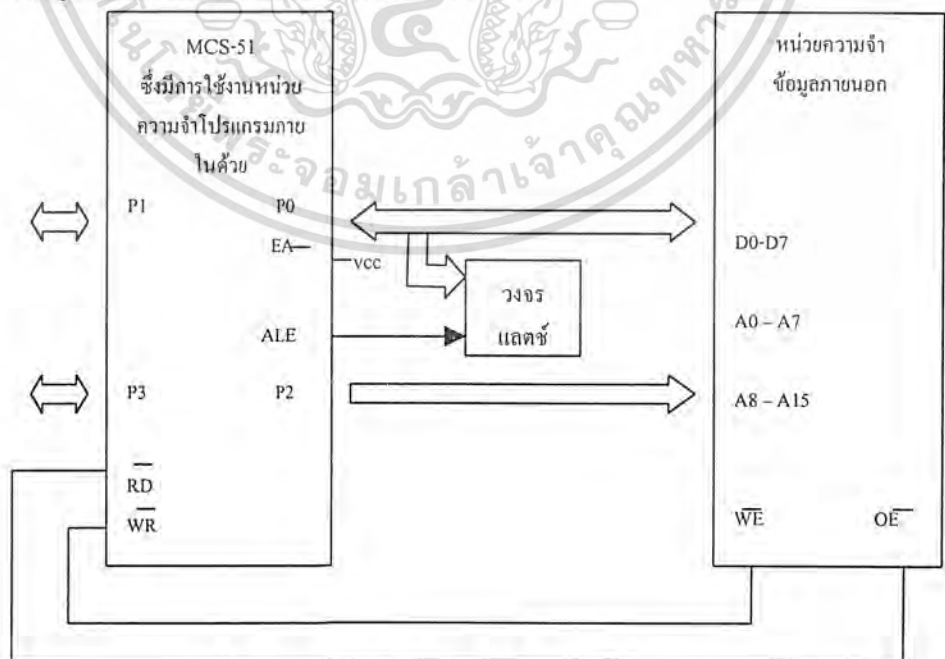 MCS-51
ซึ่งมีการใช้งานหน่วย
ความจำโปรแกรมภาย
ในด้วย
P1
P0
EA
VCC
ALE
P3
P2
RD
WR
วงจร
แลตช์
หน่วยความจำ
ข้อมูลภายนอก
D0-D7
A0 – A7
A8 – A15
WE
OE